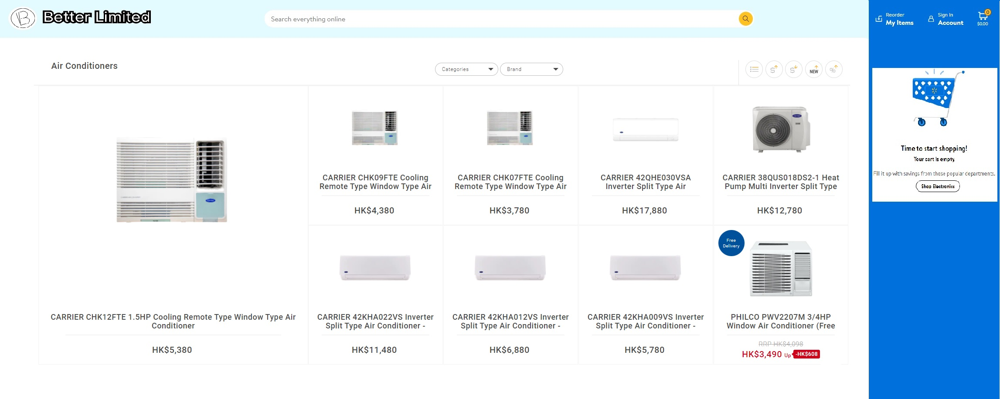 Better Limited
Search everything online
Reorder
My Items
Sign In
Account
0
$0.00
Air Conditioners
Categories
Brand
$
$
NEW
%
CARRIER CHK12FTE 1.5HP Cooling Remote Type Window Type Air
Conditioner
HK$5,380
CARRIER CHK09FTE Cooling
Remote Type Window Type Air
HK$4,380
CARRIER CHK07FTE Cooling
Remote Type Window Type Air
HK$3,780
CARRIER 42QHE030VSA
Inverter Split Type Air
HK$17,880
CARRIER 38QUS018DS2-1 Heat
Pump Multi Inverter Split Type
HK$12,780
CARRIER 42KHA022VS Inverter
Split Type Air Conditioner -
HK$11,480
CARRIER 42KHA012VS Inverter
Split Type Air Conditioner -
HK$6,880
CARRIER 42KHA009VS Inverter
Split Type Air Conditioner -
HK$5,780
Free
Delivery
PHILCO PWV2207M 3/4HP
Window Air Conditioner (Free
RRP HK$4,098
HK$3,490 Up -HK$608
Time to start shopping!
Your cart is empty
Fill it up with savings from these popular departments.
Shop Electronics